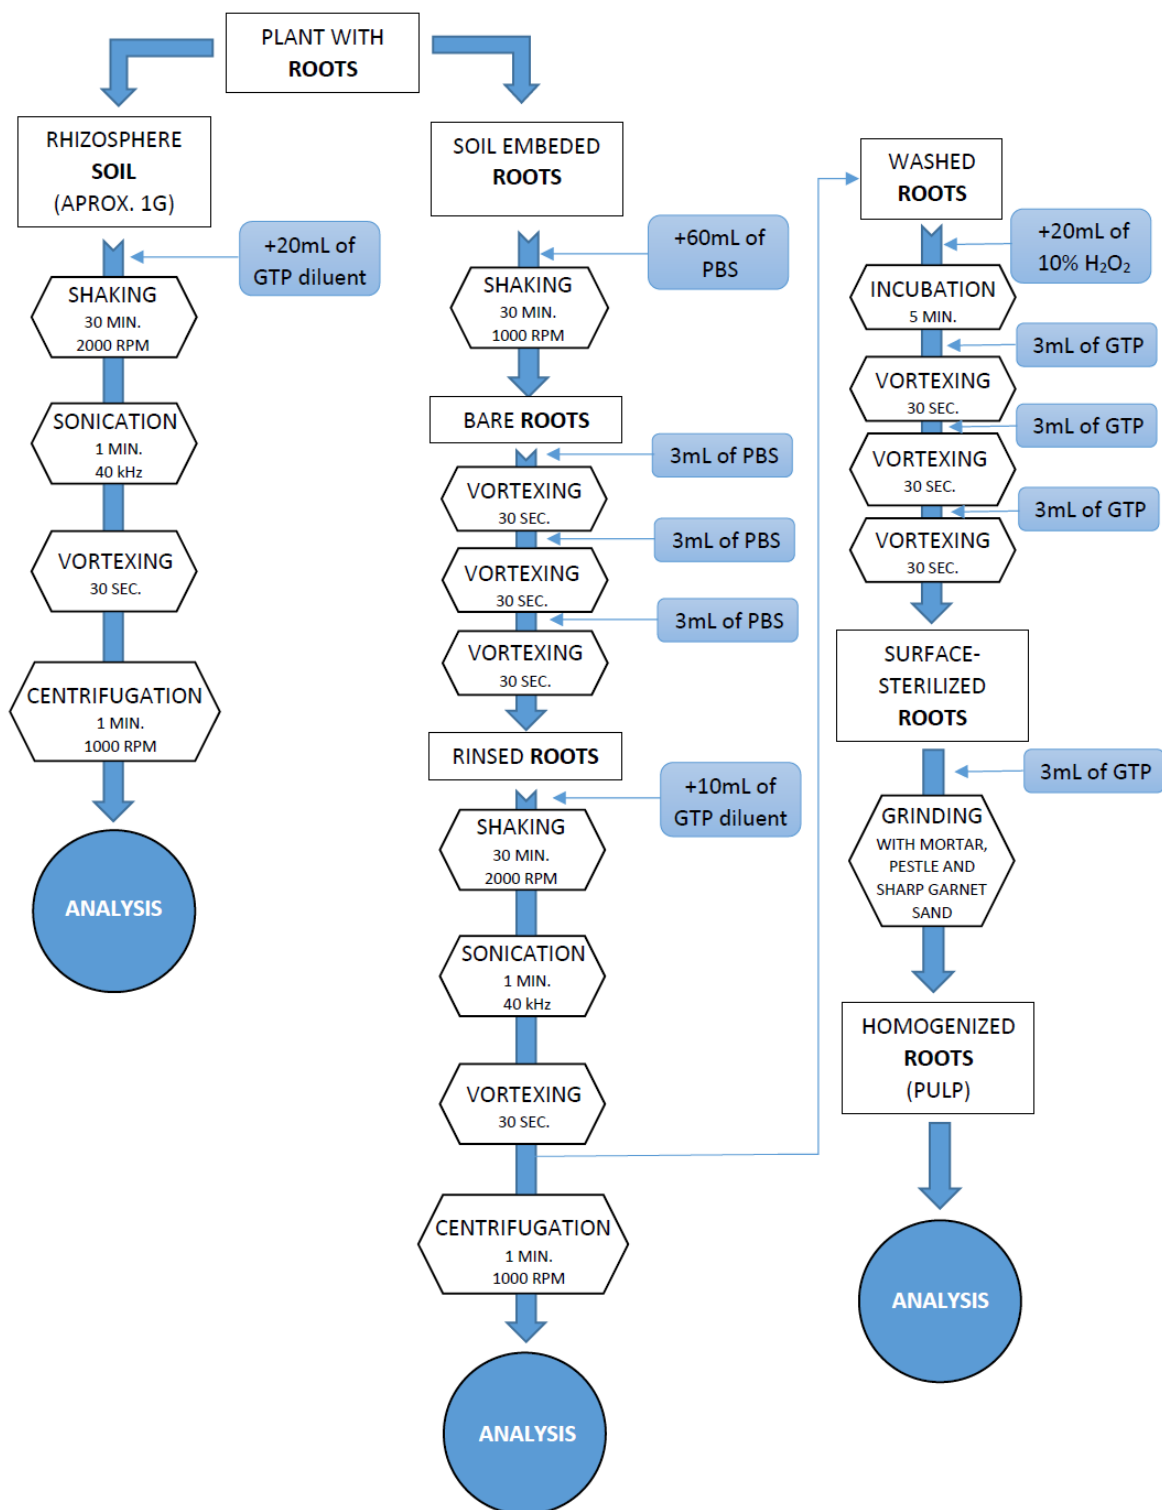 PLANT WITH
ROOTS
RHIZOSPHERE
SOIL
(APROX. 1G)
+20mL of
GTP diluent
SHAKING
30 MIN.
2000 RPM
SONICATION
1 MIN.
40 kHz
VORTEXING
30 SEC.
CENTRIFUGATION
1 MIN.
1000 RPM
ANALYSIS
SOIL EMBEDED
ROOTS
+60mL of
PBS
SHAKING
30 MIN.
1000 RPM
BARE ROOTS
3mL of PBS
VORTEXING
30 SEC.
3mL of PBS
VORTEXING
30 SEC.
3mL of PBS
VORTEXING
30 SEC.
RINSED ROOTS
+10mL of
GTP diluent
SHAKING
30 MIN.
2000 RPM
SONICATION
1 MIN.
40 kHz
VORTEXING
30 SEC.
CENTRIFUGATION
1 MIN.
1000 RPM
ANALYSIS
WASHED
ROOTS
+20mL of
10% H₂O₂
INCUBATION
5 MIN.
3mL of GTP
VORTEXING
30 SEC.
3mL of GTP
VORTEXING
30 SEC.
3mL of GTP
VORTEXING
30 SEC.
SURFACE-
STERILIZED
ROOTS
3mL of GTP
GRINDING
WITH MORTAR,
PESTLE AND
SHARP GARNET
SAND
HOMOGENIZED
ROOTS
(PULP)
ANALYSIS